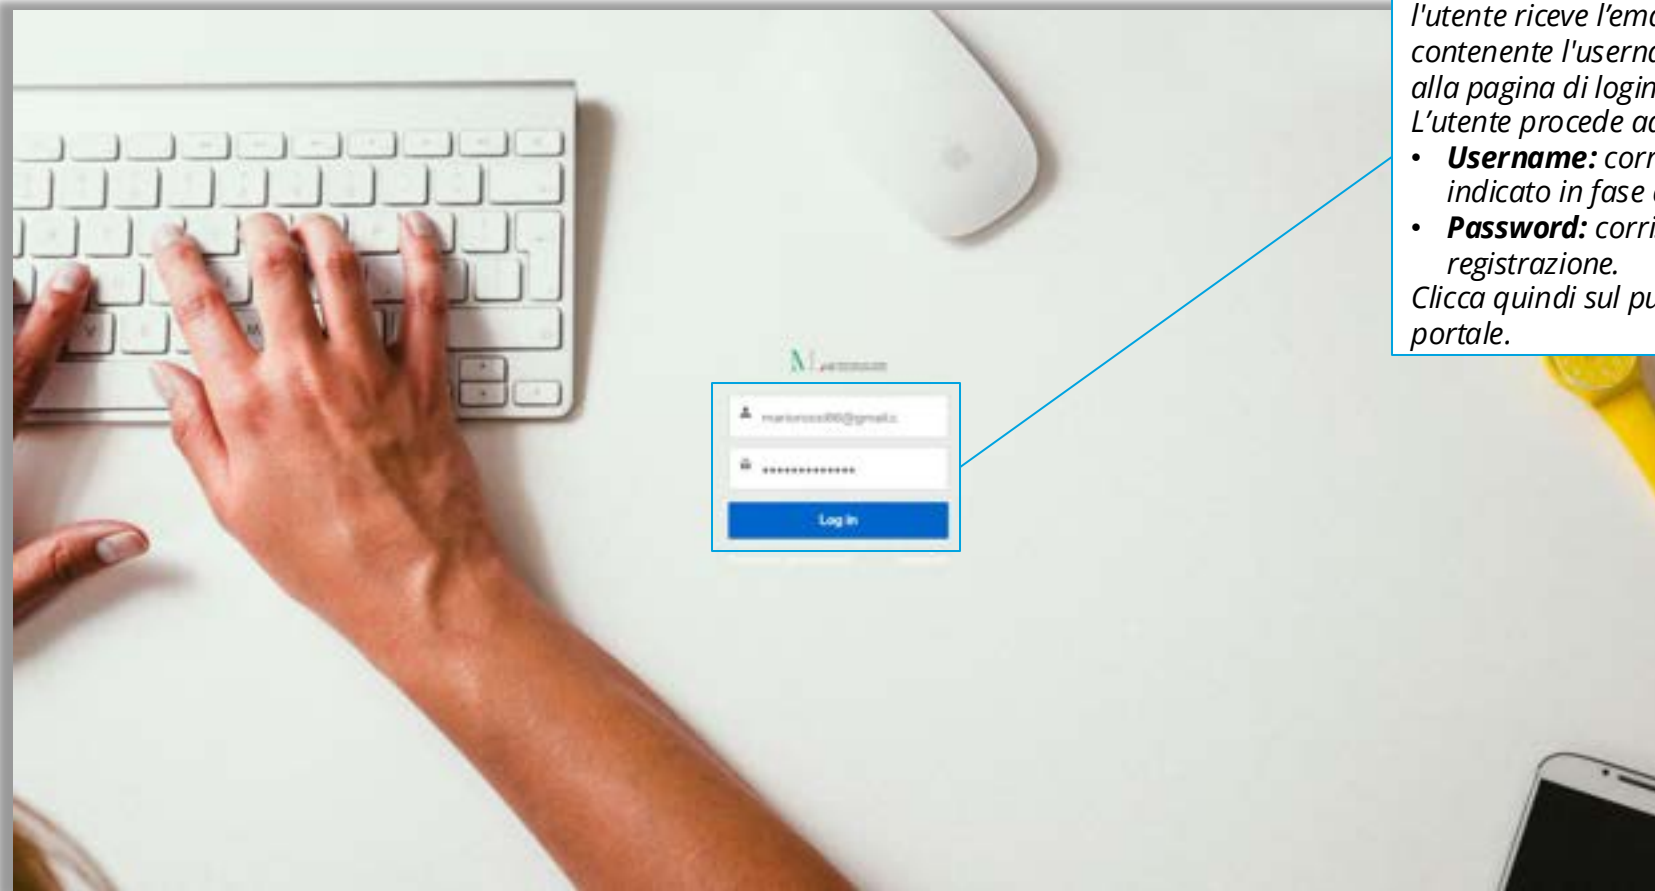 l'utente riceve l’ema
contenente l'userna
alla pagina di login
L’utente procede ac
• Username: corr
indicato in fase
• Password: corri
registrazione.
Clicca quindi sul pu
portale.
Log in